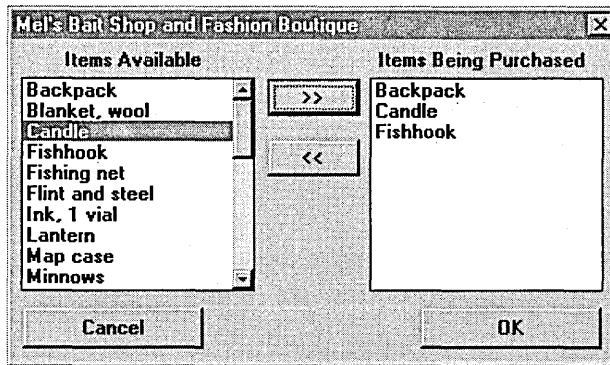 Mel's Bait Shop and Fashion Boutique
Items Available
Items Being Purchased
Backpack
Blanket, wool
Candle
Fishhook
Fishing net
Flint and steel
Ink, 1 vial
Lantern
Map case
Minnows
>>
<<
Backpack
Candle
Fishhook
Cancel
OK